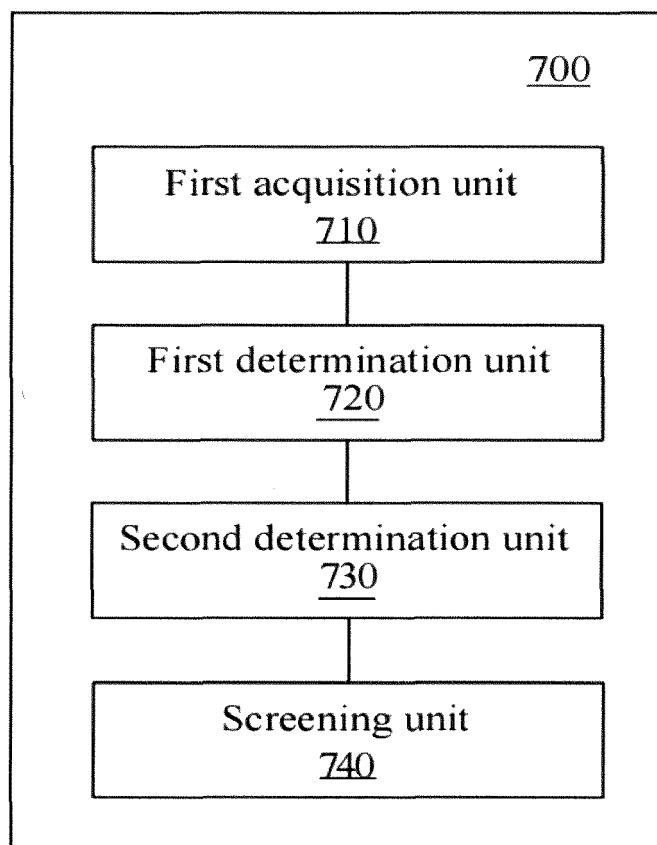 700
First acquisition unit
710
First determination unit
720
Second determination unit
730
Screening unit
740